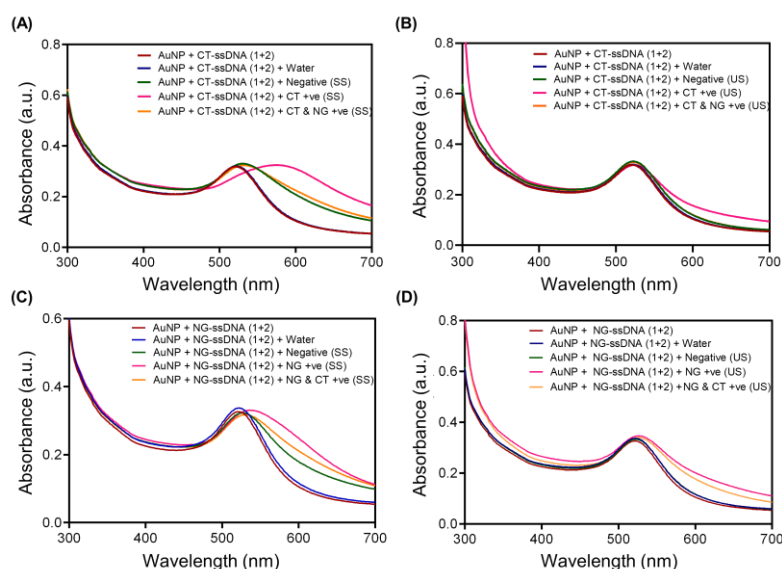 (A)
0.8
0.6
0.4
0.2
0.0
Absorbance (a.u.)
AuNP + CT-ssDNA (1+2)
AuNP + CT-ssDNA (1+2) + Water
AuNP + CT-ssDNA (1+2) + Negative (SS)
AuNP + CT-ssDNA (1+2) + CT +ve (SS)
AuNP + CT-ssDNA (1+2) + CT & NG +ve (SS)
300 400 500 600 700
Wavelength (nm)
(B)
0.8
0.6
0.4
0.2
0.0
Absorbance (a.u.)
AuNP + CT-ssDNA (1+2)
AuNP + CT-ssDNA (1+2) + Water
AuNP + CT-ssDNA (1+2) + Negative (US)
AuNP + CT-ssDNA (1+2) + CT +ve (US)
AuNP + CT-ssDNA (1+2) + CT & NG +ve (US)
300 400 500 600 700
Wavelength (nm)
(C)
0.6
0.4
0.2
0.0
Absorbance (a.u.)
AuNP + NG-ssDNA (1+2)
AuNP + NG-ssDNA (1+2) + Water
AuNP + NG-ssDNA (1+2) + Negative (SS)
AuNP + NG-ssDNA (1+2) + NG +ve (SS)
AuNP + NG-ssDNA (1+2) + NG & CT +ve (SS)
300 400 500 600 700
Wavelength (nm)
(D)
0.8
0.6
0.4
0.2
0.0
Absorbance (a.u.)
AuNP + NG-ssDNA (1+2)
AuNP + NG-ssDNA (1+2) + Water
AuNP + NG-ssDNA (1+2) + Negative (US)
AuNP + NG-ssDNA (1+2) + NG +ve (US)
AuNP + NG-ssDNA (1+2) + NG & CT +ve (US)
300 400 500 600 700
Wavelength (nm)